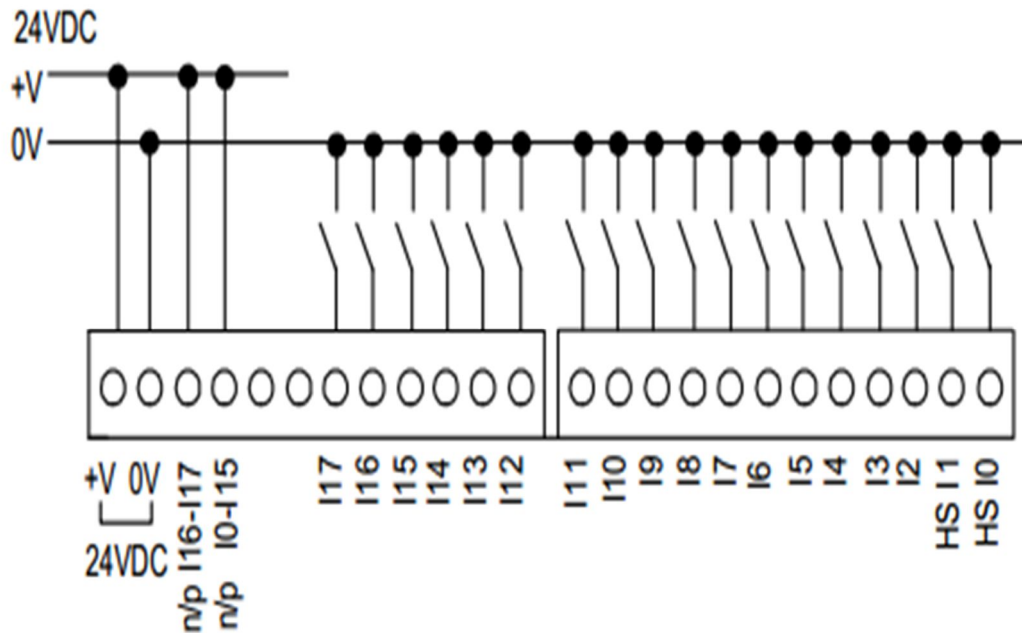 24VDC
+V
0V
+V 0V
24VDC
n/p I16-I17
n/p I0-I15
I17
I16
I15
I14
I13
I12
I11
I10
I9
I8
I7
I6
I5
I4
I3
I2
HS I1
HS I0